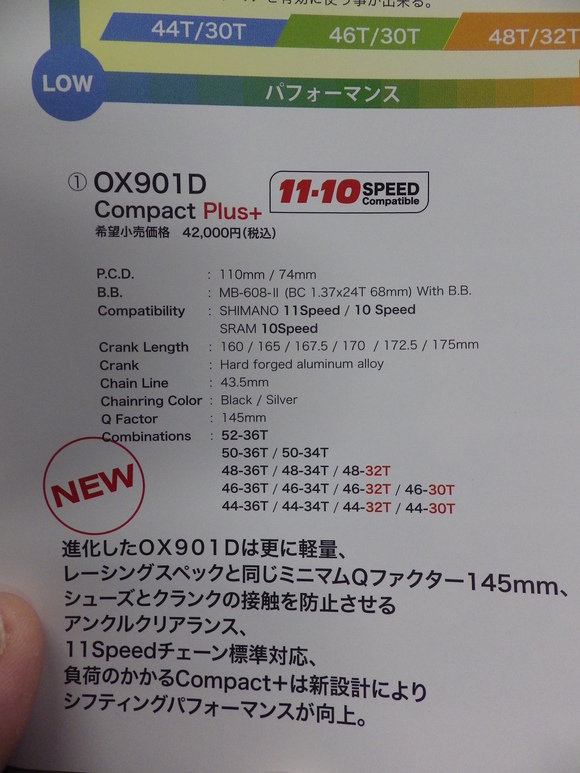 を有効に使う事が出来る。
44T/30T 46T/30T 48T/32T
LOW
パフォーマンス
① OX901D
11-10 SPEED
Compatible
Compact Plus+
希望小売価格 42,000円(税込)
P.C.D. : 110mm / 74mm
B.B. : MB-608-II (BC 1.37x24T 68mm) With B.B.
Compatibility : SHIMANO 11Speed / 10 Speed
SRAM 10Speed
Crank Length : 160 / 165 / 167.5 / 170 / 172.5 / 175mm
Crank : Hard forged aluminum alloy
Chain Line : 43.5mm
Chainring Color : Black / Silver
Q Factor : 145mm
Combinations : 52-36T
50-36T / 50-34T
48-36T / 48-34T / 48-32T
46-36T / 46-34T / 46-32T / 46-30T
44-36T / 44-34T / 44-32T / 44-30T
NEW
進化したOX901Dは更に軽量、
レーシングスペックと同じミニマムQファクター145mm、
シューズとクランクの接触を防止させる
アンクルクリアランス、
11Speedチェーン標準対応、
負荷のかかるCompact+は新設計により
シフティングパフォーマンスが向上。